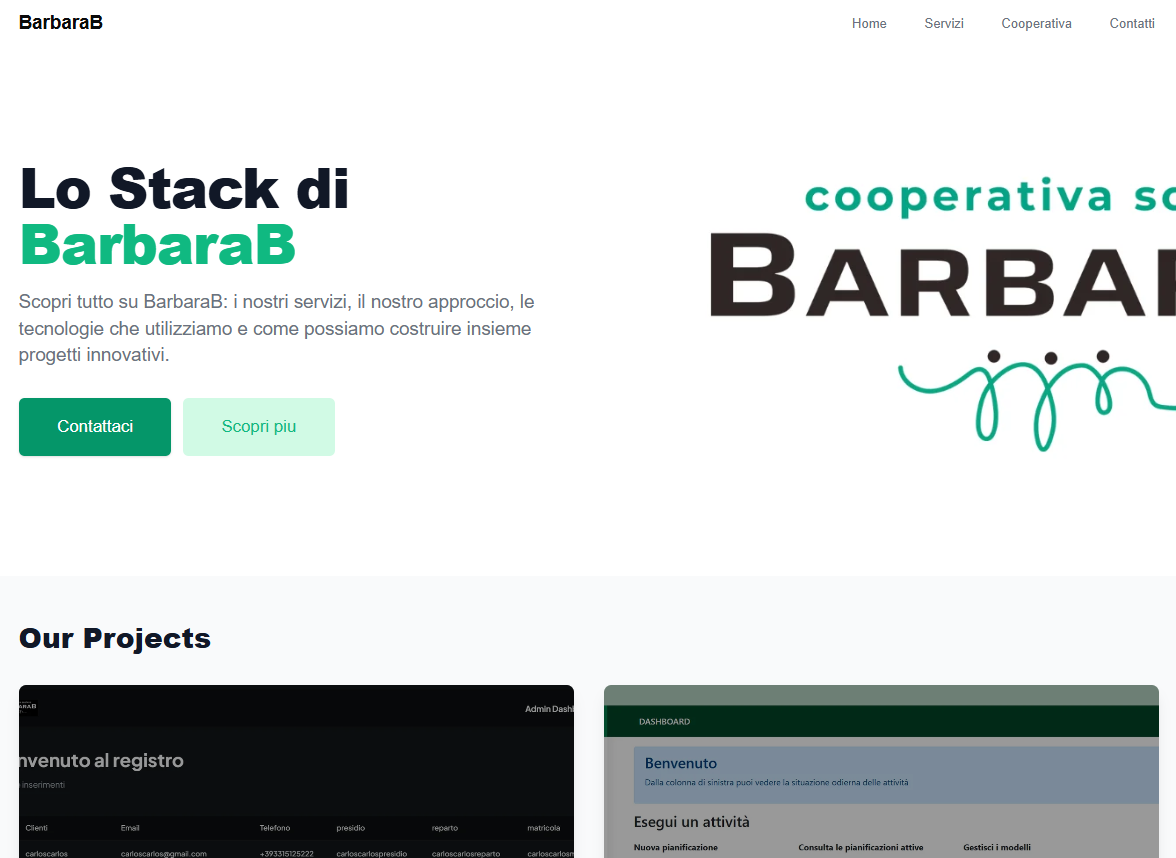 BarbaraB
Home Servizi Cooperativa Contatti
Lo Stack di
BarbaraB
Scopri tutto su BarbaraB: i nostri servizi, il nostro approccio, le
tecnologie che utilizziamo e come possiamo costruire insieme
progetti innovativi.
Contattaci Scopri piu
cooperativa so
BARBAR
Our Projects
Admin Dashl
nvenuto al registro
inserimenti
Clienti Email Telefono presidio reparto matricola
carloscarlos carloscarlos@gmail.com +393315125222 carloscarlospresidio carloscarlosreparto carloscarlosm
DASHBOARD
Benvenuto
Dalla colonna di sinistra puoi vedere la situazione odierna delle attività
Esegui un attività
Nuova pianificazione Consulta le pianificazioni attive Gestisci i modelli